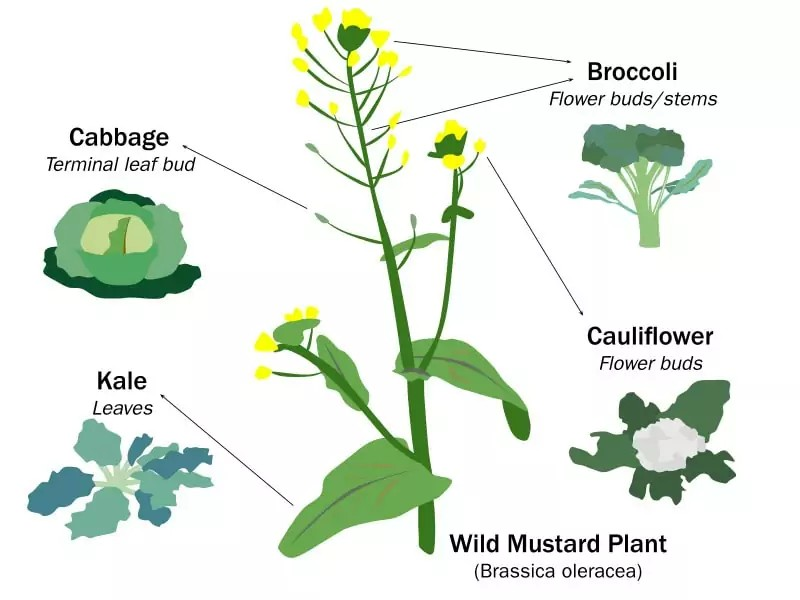 Broccoli
Flower buds/stems
Cabbage
Terminal leaf bud
Cauliflower
Flower buds
Kale
Leaves
Wild Mustard Plant
(Brassica oleracea)